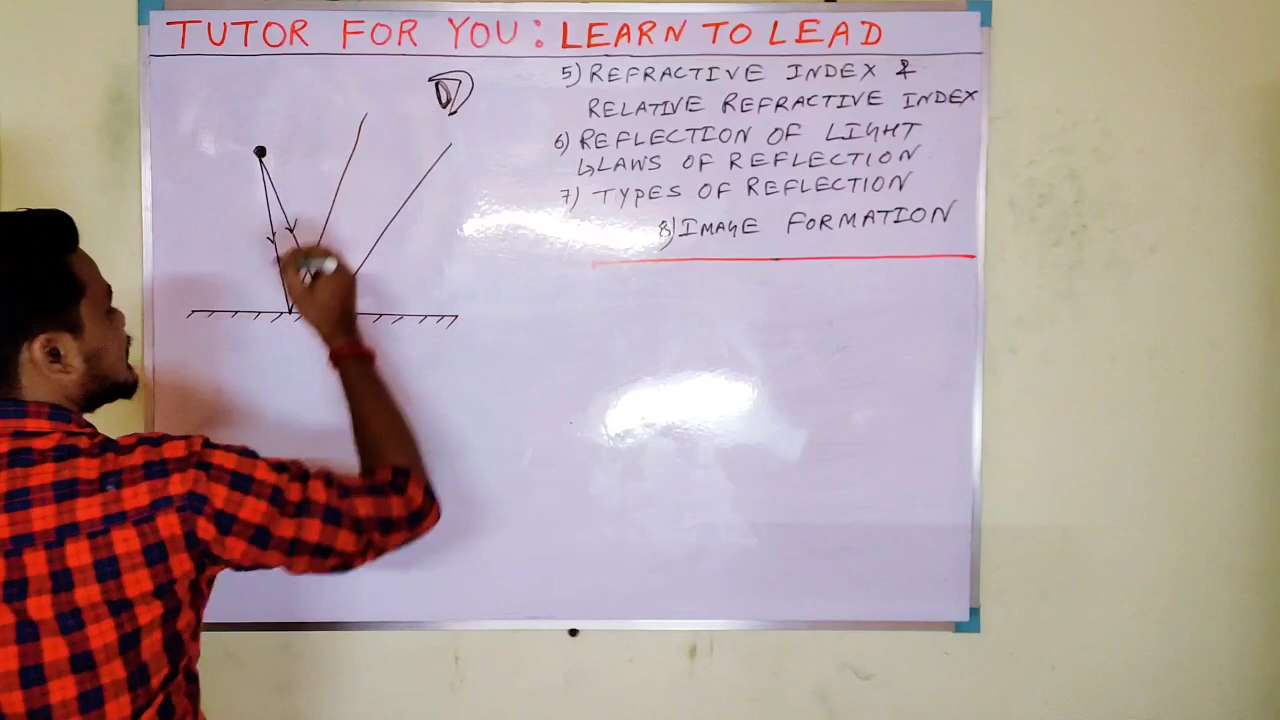 TUTOR FOR YOU: LEARN TO LEAD
5) REFRACTIVE INDEX &
RELATIVE REFRACTIVE INDEX
6) REFLECTION OF LIGHT
↳ LAWS OF REFLECTION
7) TYPES OF REFLECTION
8) IMAGE FORMATION